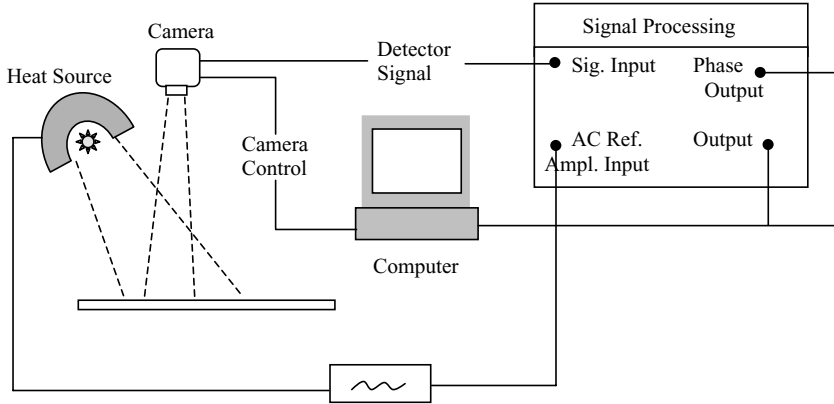 Camera
Signal Processing
Heat Source
Detector
Signal
Sig. Input
Phase
Output
Camera
Control
AC Ref.
Ampl. Input
Output
Computer